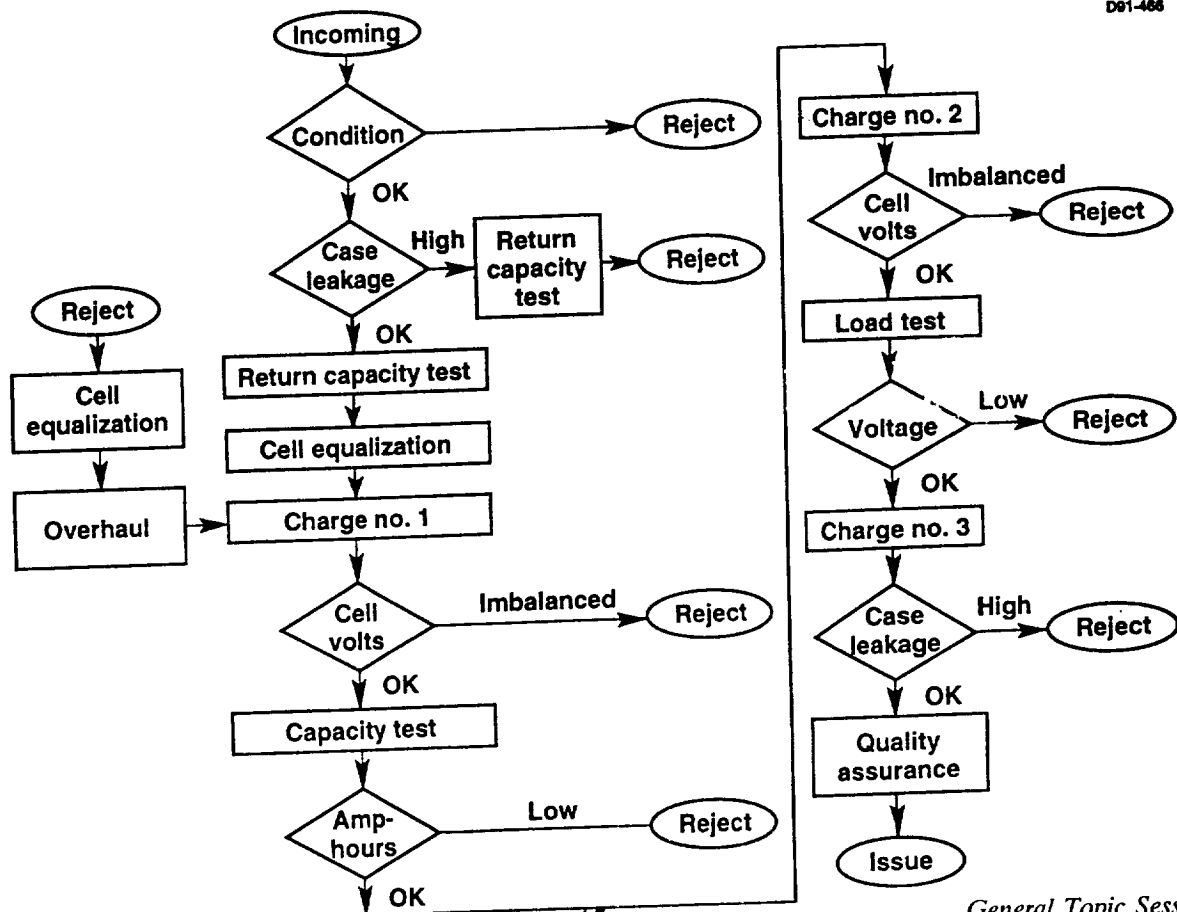 D91-466
Incoming
Condition
Reject
OK
Case
leakage
High
Return
capacity
test
Reject
OK
Return capacity test
Cell equalization
Reject
Cell
equalization
Overhaul
Charge no. 1
Cell
volts
Imbalanced
Reject
OK
Capacity test
Amp-
hours
Low
Reject
OK
Charge no. 2
Cell
volts
Imbalanced
Reject
OK
Load test
Voltage
Low
Reject
OK
Charge no. 3
Case
leakage
High
Reject
OK
Quality
assurance
Issue
General Topic Sess